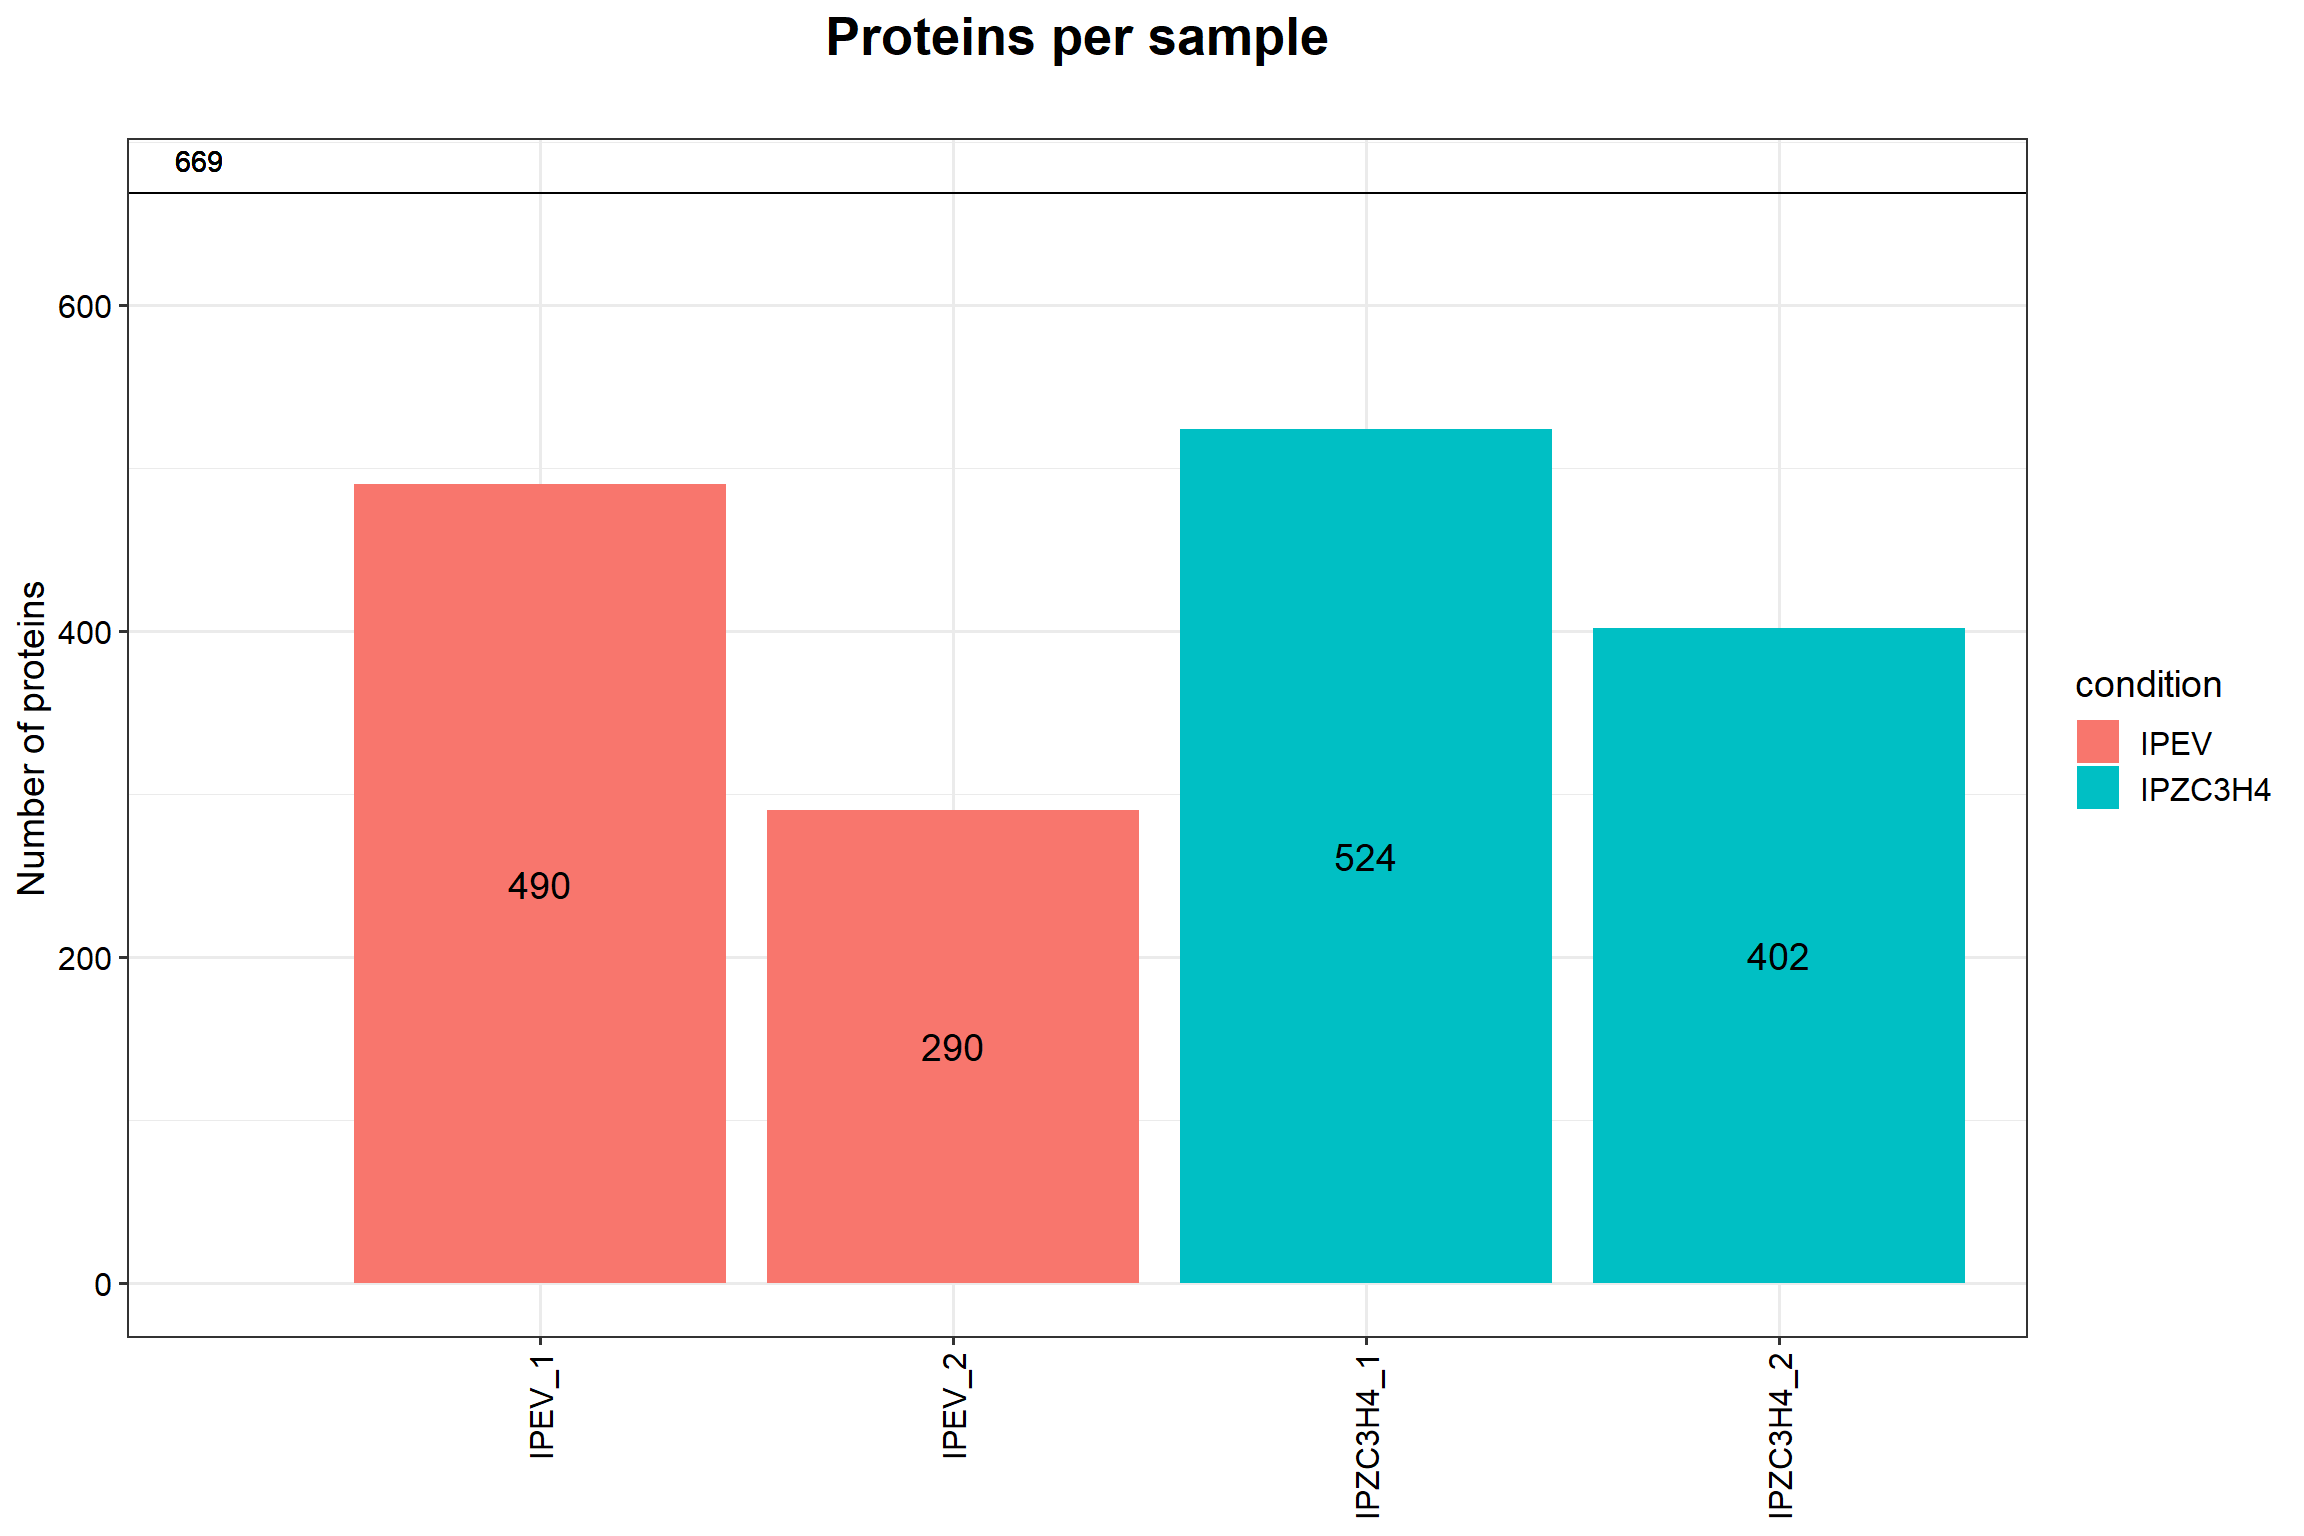 Proteins per sample
669
600
400
200
0
Number of proteins
490
290
524
402
IPEV_1
IPEV_2
IPZC3H4_1
IPZC3H4_2
condition
IPEV
IPZC3H4